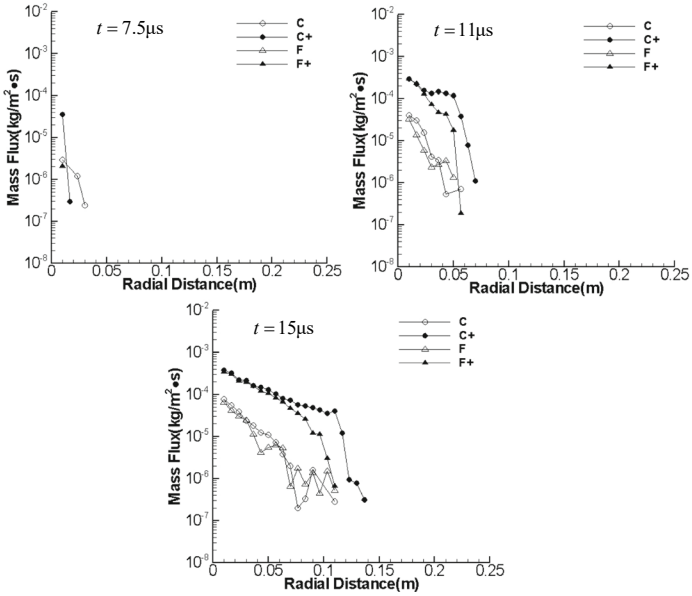 t = 7.5μs
C
C+
F
F+
10⁻²
10⁻³
10⁻⁴
10⁻⁵
10⁻⁶
10⁻⁷
10⁻⁸
Mass Flux(kg/m²●s)
0
0.05
0.1
0.15
0.2
0.25
Radial Distance(m)
t = 11μs
C
C+
F
F+
10⁻²
10⁻³
10⁻⁴
10⁻⁵
10⁻⁶
10⁻⁷
10⁻⁸
Mass Flux(kg/m²●s)
0
0.05
0.1
0.15
0.2
0.25
Radial Distance(m)
t = 15μs
C
C+
F
F+
10⁻²
10⁻³
10⁻⁴
10⁻⁵
10⁻⁶
10⁻⁷
10⁻⁸
Mass Flux(kg/m²●s)
0
0.05
0.1
0.15
0.2
0.25
Radial Distance(m)